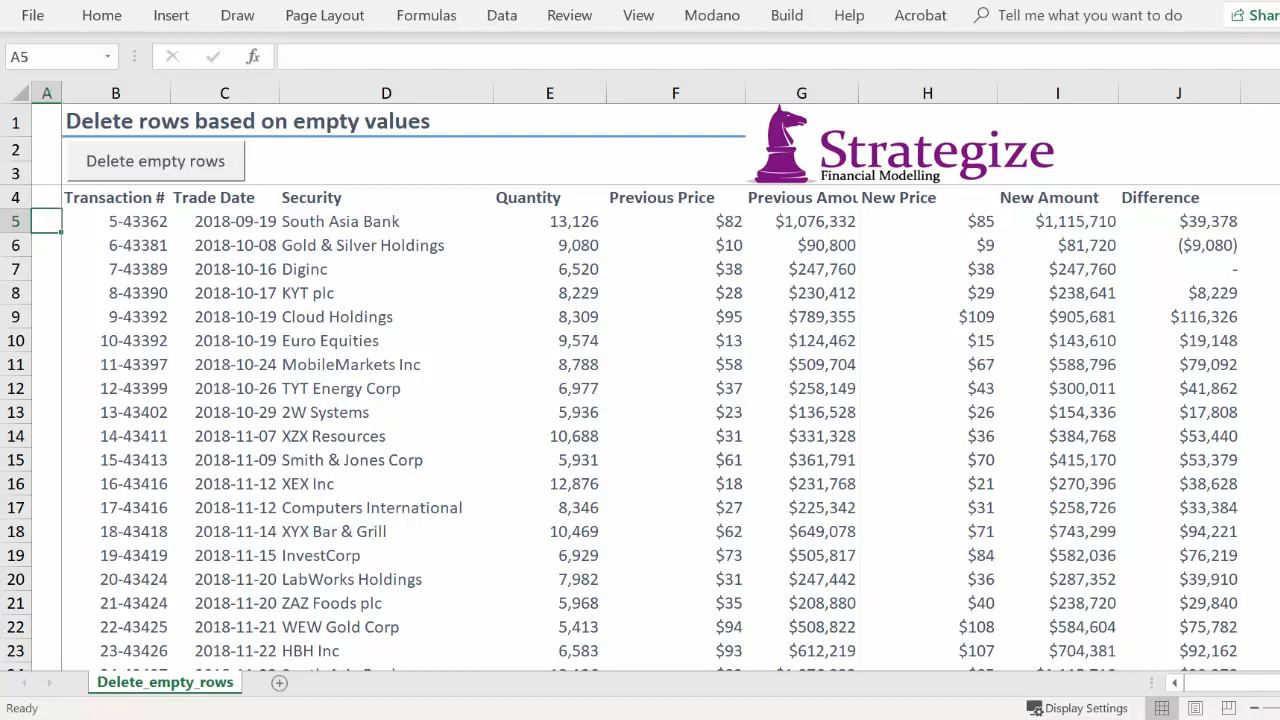 File Home Insert Draw Page Layout Formulas Data Review View Modano Build Help Acrobat Tell me what you want to do Shar
A5 fx
A B C D E F G H I J
1 Delete rows based on empty values
Strategize
Financial Modelling
2
Delete empty rows
3
4 Transaction # Trade Date Security Quantity Previous Price Previous Amou New Price New Amount Difference
5 5-43362 2018-09-19 South Asia Bank 13,126 $82 $1,076,332 $85 $1,115,710 $39,378
6 6-43381 2018-10-08 Gold & Silver Holdings 9,080 $10 $90,800 $9 $81,720 ($9,080)
7 7-43389 2018-10-16 Diginc 6,520 $38 $247,760 $38 $247,760 -
8 8-43390 2018-10-17 KYT plc 8,229 $28 $230,412 $29 $238,641 $8,229
9 9-43392 2018-10-19 Cloud Holdings 8,309 $95 $789,355 $109 $905,681 $116,326
10 10-43392 2018-10-19 Euro Equities 9,574 $13 $124,462 $15 $143,610 $19,148
11 11-43397 2018-10-24 MobileMarkets Inc 8,788 $58 $509,704 $67 $588,796 $79,092
12 12-43399 2018-10-26 TYT Energy Corp 6,977 $37 $258,149 $43 $300,011 $41,862
13 13-43402 2018-10-29 2W Systems 5,936 $23 $136,528 $26 $154,336 $17,808
14 14-43411 2018-11-07 XZX Resources 10,688 $31 $331,328 $36 $384,768 $53,440
15 15-43413 2018-11-09 Smith & Jones Corp 5,931 $61 $361,791 $70 $415,170 $53,379
16 16-43416 2018-11-12 XEX Inc 12,876 $18 $231,768 $21 $270,396 $38,628
17 17-43416 2018-11-12 Computers International 8,346 $27 $225,342 $31 $258,726 $33,384
18 18-43418 2018-11-14 XYX Bar & Grill 10,469 $62 $649,078 $71 $743,299 $94,221
19 19-43419 2018-11-15 InvestCorp 6,929 $73 $505,817 $84 $582,036 $76,219
20 20-43424 2018-11-20 LabWorks Holdings 7,982 $31 $247,442 $36 $287,352 $39,910
21 21-43424 2018-11-20 ZAZ Foods plc 5,968 $35 $208,880 $40 $238,720 $29,840
22 22-43425 2018-11-21 WEW Gold Corp 5,413 $94 $508,822 $108 $584,604 $75,782
23 23-43426 2018-11-22 HBH Inc 6,583 $93 $612,219 $107 $704,381 $92,162
Delete_empty_rows
Ready Display Settings